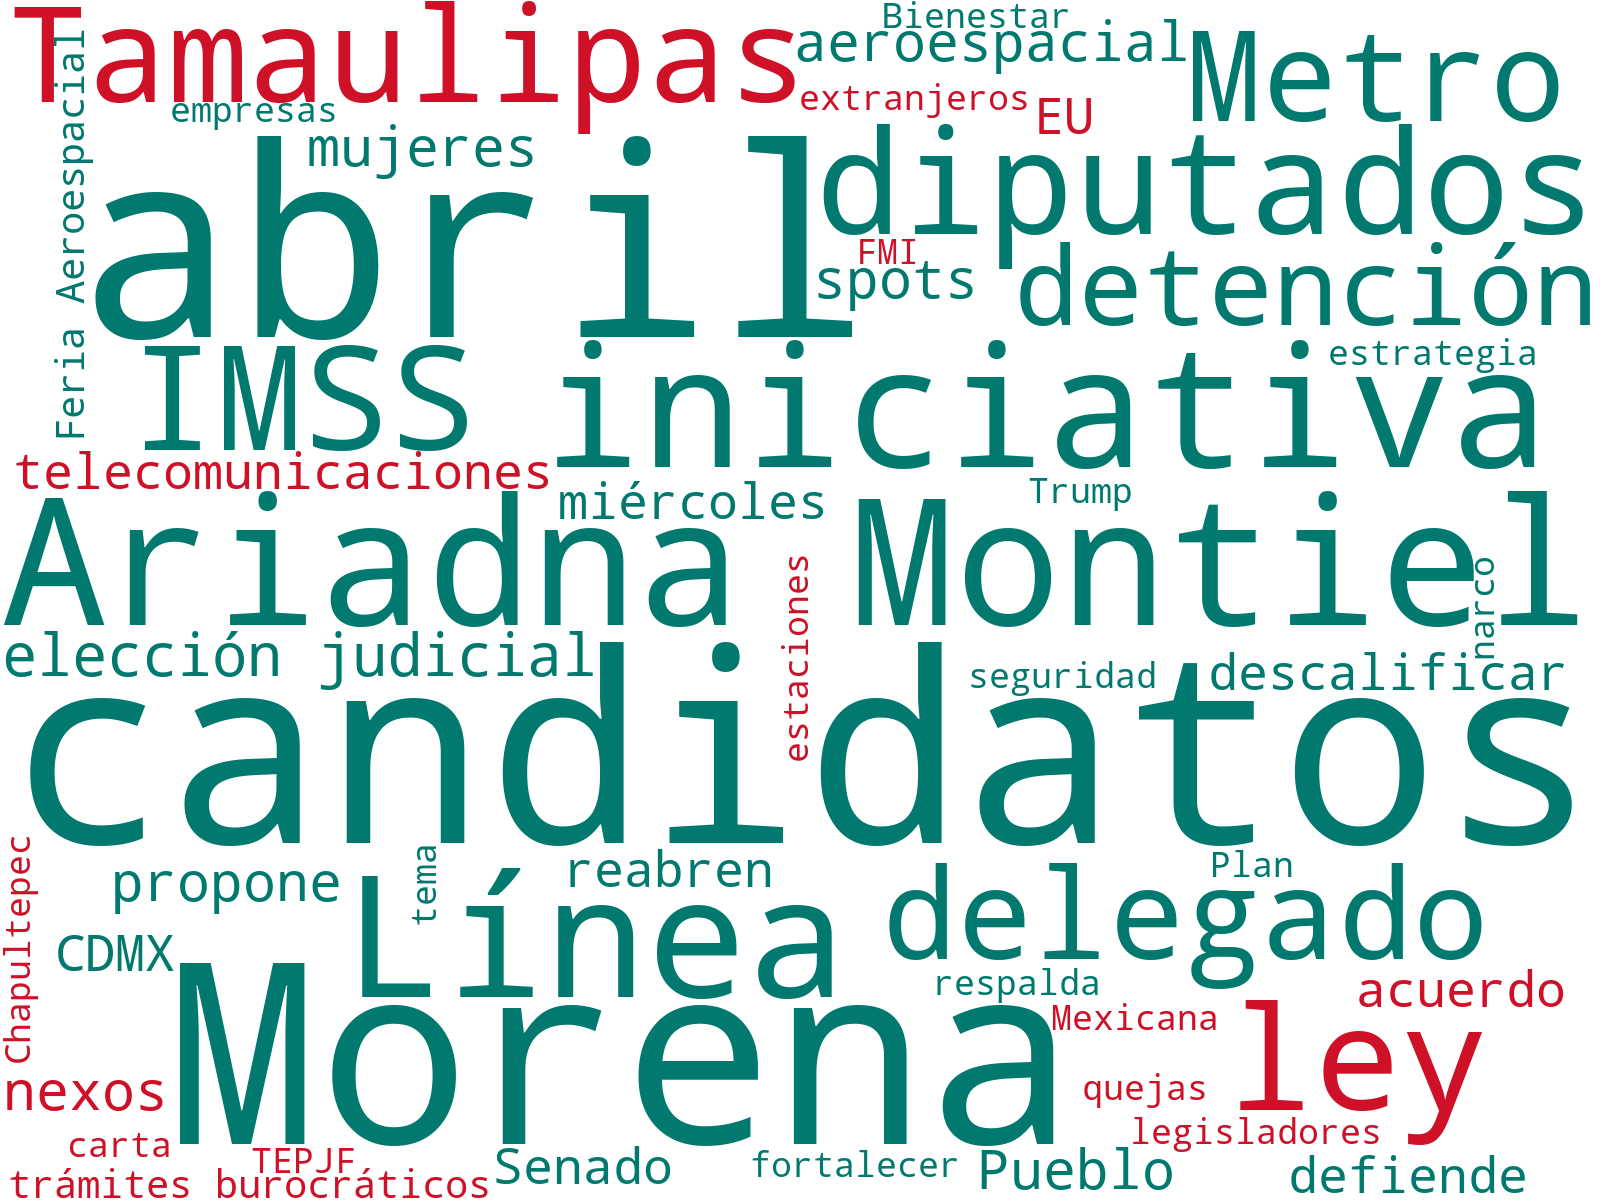 Bienestar
Tamaulipas
aeroespacial
Metro
Feria Aeroespacial
empresas
extranjeros
EU
mujeres
abril
diputados
FMI
spots
detención
IMSS
iniciativa
estrategia
telecomunicaciones
miércoles
Trump
Ariadna Montiel
narco
estaciones
elección judicial
seguridad
descalificar
candidatos
Chapultepec
propone
tema
reabren
Plan
Línea
delegado
CDMX
respalda
acuerdo
Morena
Mexicana
ley
nexos
quejas
carta
legisladores
TEPJF
trámites burocráticos
Senado
fortalecer
Pueblo
defiende